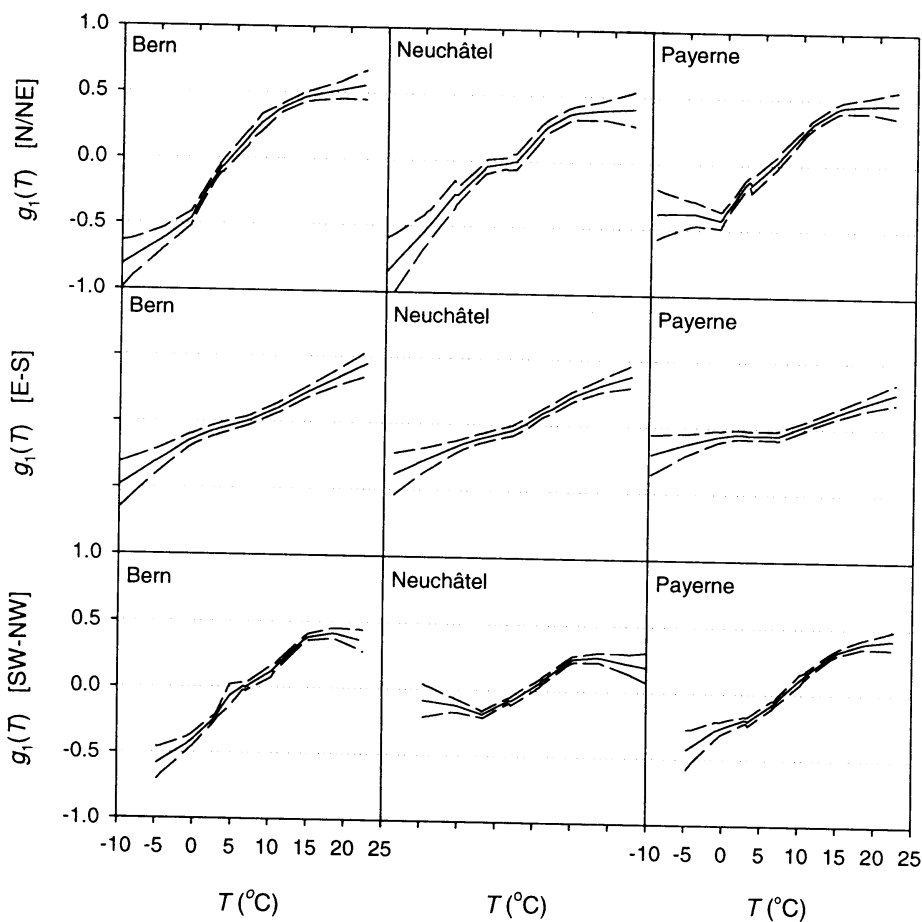 1.0
0.5
0.0
-0.5
-1.0
g₁(T) [N/NE]
Bern
Neuchâtel
Payerne
g₁(T) [E-S]
Bern
Neuchâtel
Payerne
1.0
0.5
0.0
-0.5
-1.0
g₁(T) [SW-NW]
Bern
Neuchâtel
Payerne
-10 -5 0 5 10 15 20 25
-10 -5 0 5 10 15 20 25
T (°C)
T (°C)
T (°C)